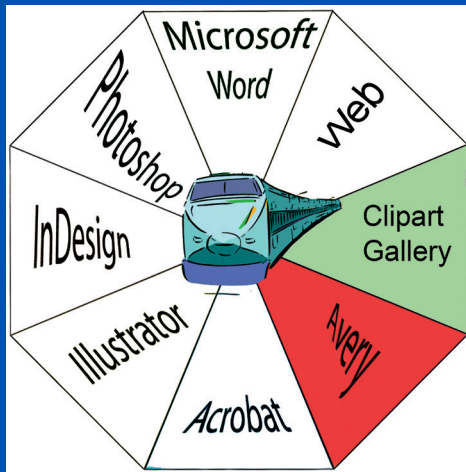 Microsoft
Word
Web
Clipart
Gallery
Avery
Acrobat
Illustrator
InDesign
Photoshop